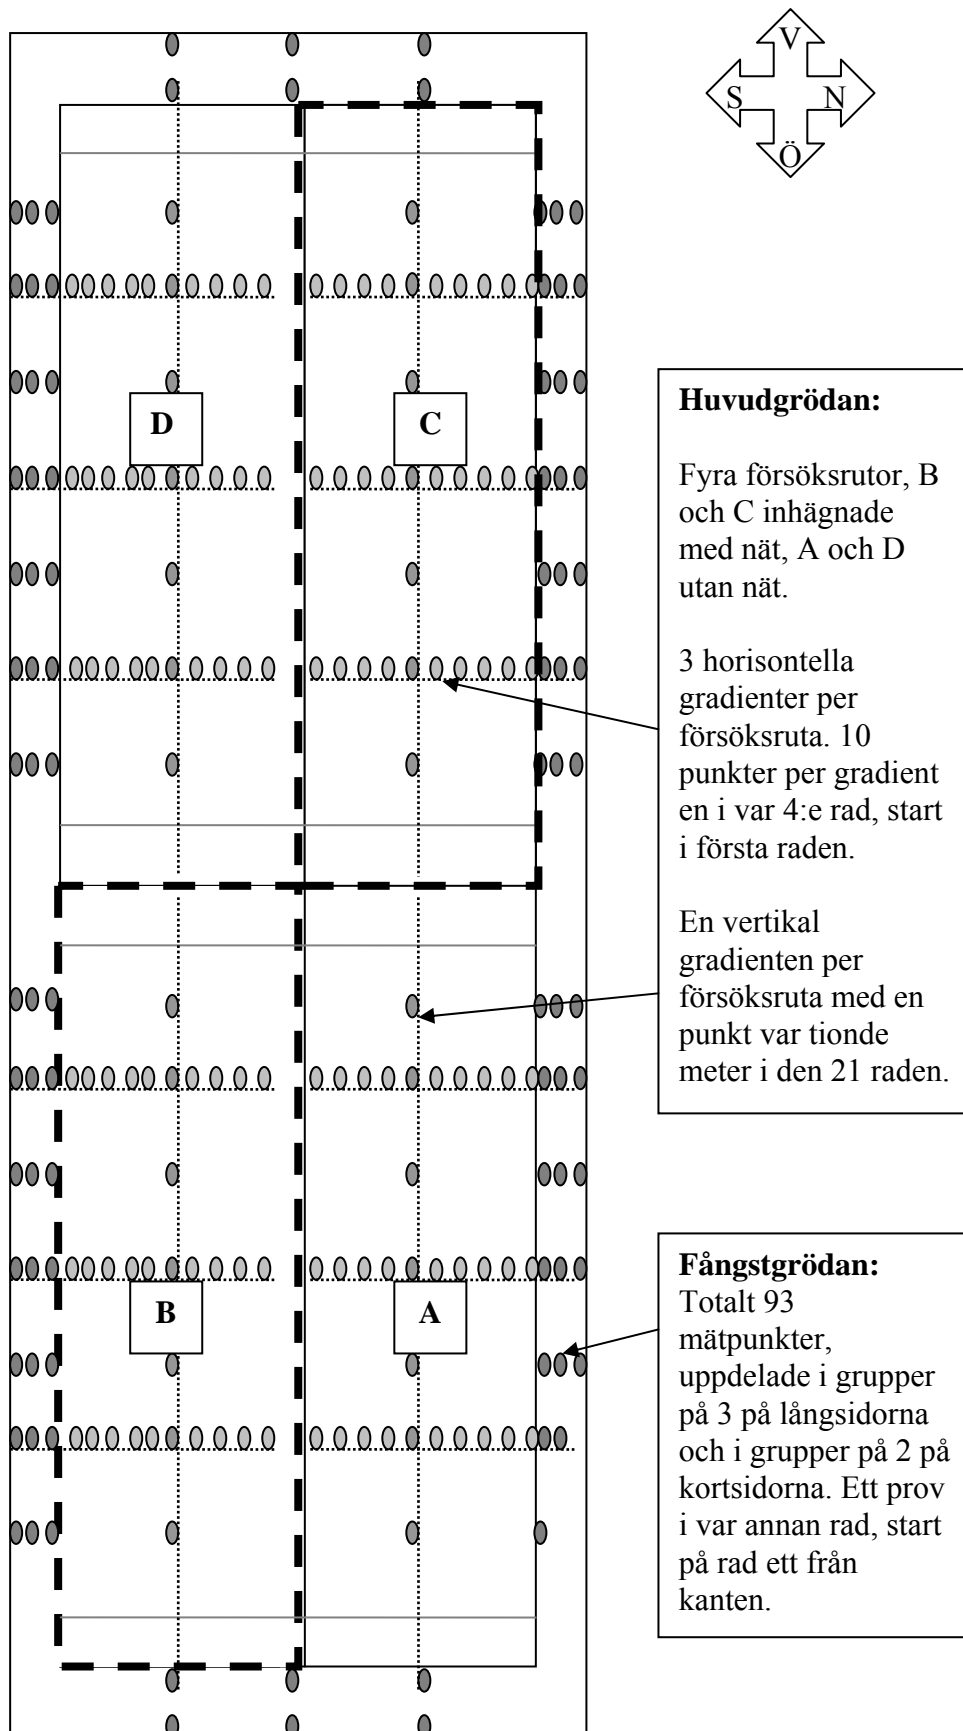 V
S N
Ö
D
C
B
A
Huvudgrödan:
Fyra försöksrutor, B
och C inhägnade
med nät, A och D
utan nät.
3 horisontella
gradienter per
försöksruta. 10
punkter per gradient
en i var 4:e rad, start
i första raden.
En vertikal
gradienten per
försöksruta med en
punkt var tionde
meter i den 21 raden.
Fångstgrödan:
Totalt 93
mätpunkter,
uppdelade i grupper
på 3 på långsidorna
och i grupper på 2 på
kortsidorna. Ett prov
i var annan rad, start
på rad ett från
kanten.